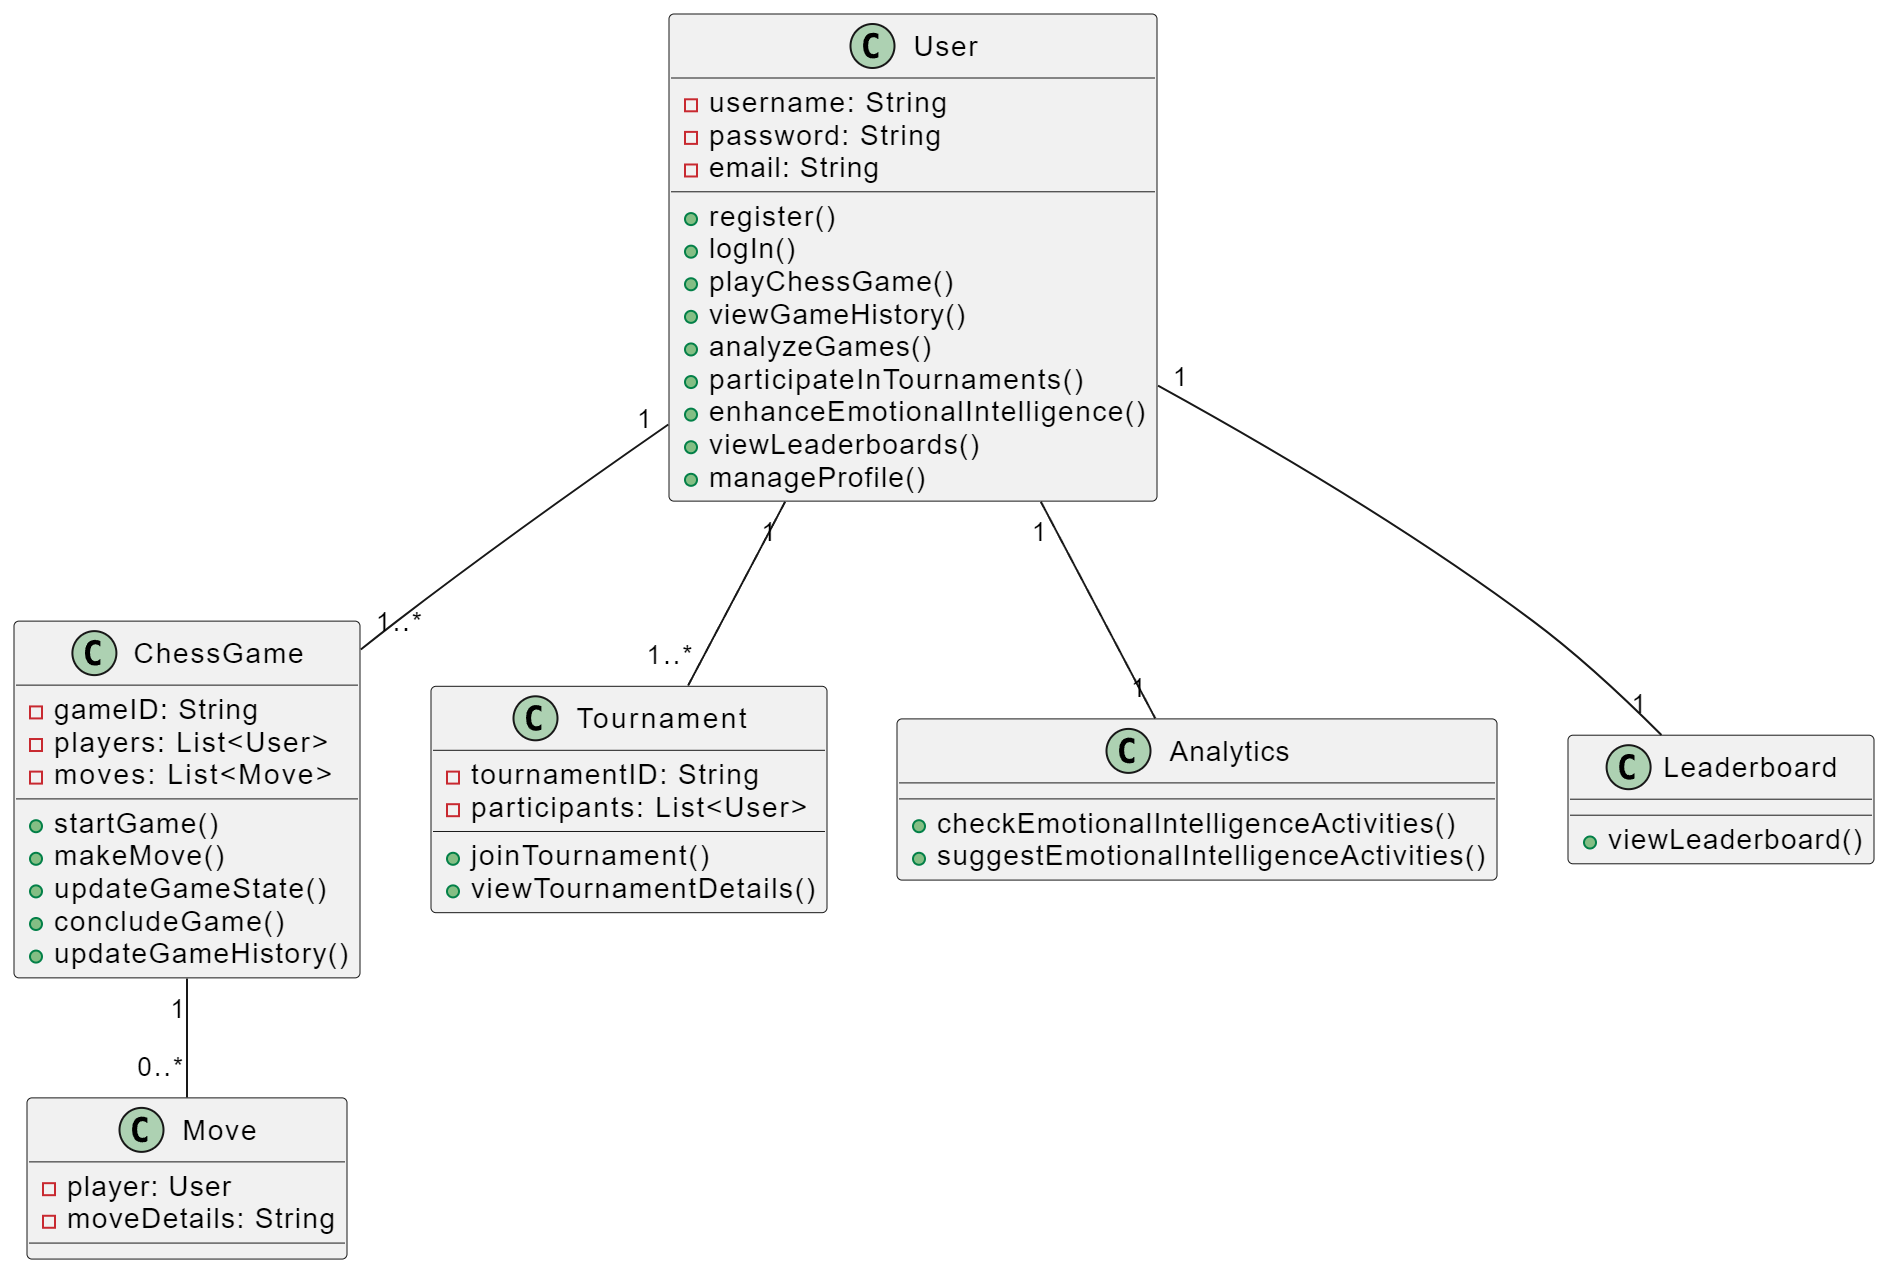 C User
username: String
password: String
email: String
register()
logIn()
playChessGame()
viewGameHistory()
analyzeGames()
participateInTournaments()
enhanceEmotionalIntelligence()
viewLeaderboards()
manageProfile()
1
1..*
1
1..*
1
1
1
1
C ChessGame
gameID: String
players: List<User>
moves: List<Move>
startGame()
makeMove()
updateGameState()
concludeGame()
updateGameHistory()
C Tournament
tournamentID: String
participants: List<User>
joinTournament()
viewTournamentDetails()
C Analytics
checkEmotionalIntelligenceActivities()
suggestEmotionalIntelligenceActivities()
C Leaderboard
viewLeaderboard()
1
0..*
C Move
player: User
moveDetails: String